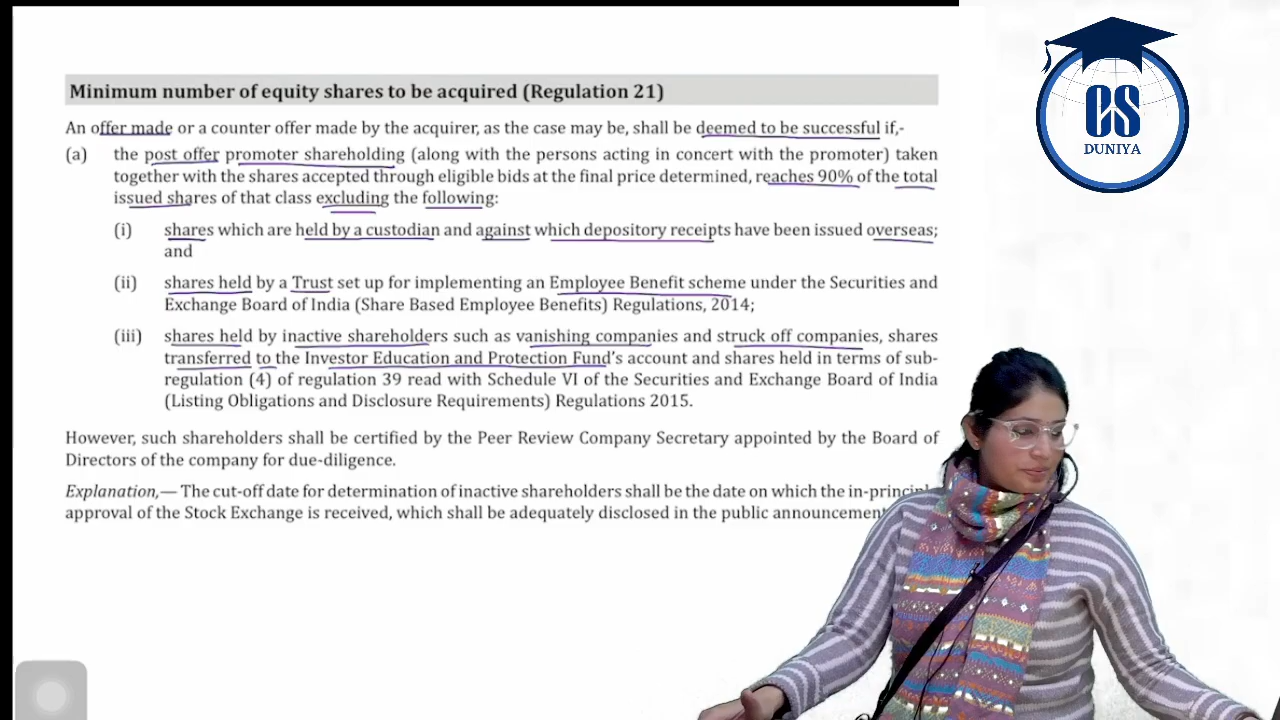 Minimum number of equity shares to be acquired (Regulation 21)
An offer made or a counter offer made by the acquirer, as the case may be, shall be deemed to be successful if,-
(a) the post offer promoter shareholding (along with the persons acting in concert with the promoter) taken
together with the shares accepted through eligible bids at the final price determined, reaches 90% of the total
issued shares of that class excluding the following:
(i) shares which are held by a custodian and against which depository receipts have been issued overseas;
and
(ii) shares held by a Trust set up for implementing an Employee Benefit scheme under the Securities and
Exchange Board of India (Share Based Employee Benefits) Regulations, 2014;
(iii) shares held by inactive shareholders such as vanishing companies and struck off companies, shares
transferred to the Investor Education and Protection Fund's account and shares held in terms of sub-
regulation (4) of regulation 39 read with Schedule VI of the Securities and Exchange Board of India
(Listing Obligations and Disclosure Requirements) Regulations 2015.
However, such shareholders shall be certified by the Peer Review Company Secretary appointed by the Board of
Directors of the company for due-diligence.
Explanation,— The cut-off date for determination of inactive shareholders shall be the date on which the
approval of the Stock Exchange is received, which shall be adequately disclosed in the public announcement
CS
DUNIYA